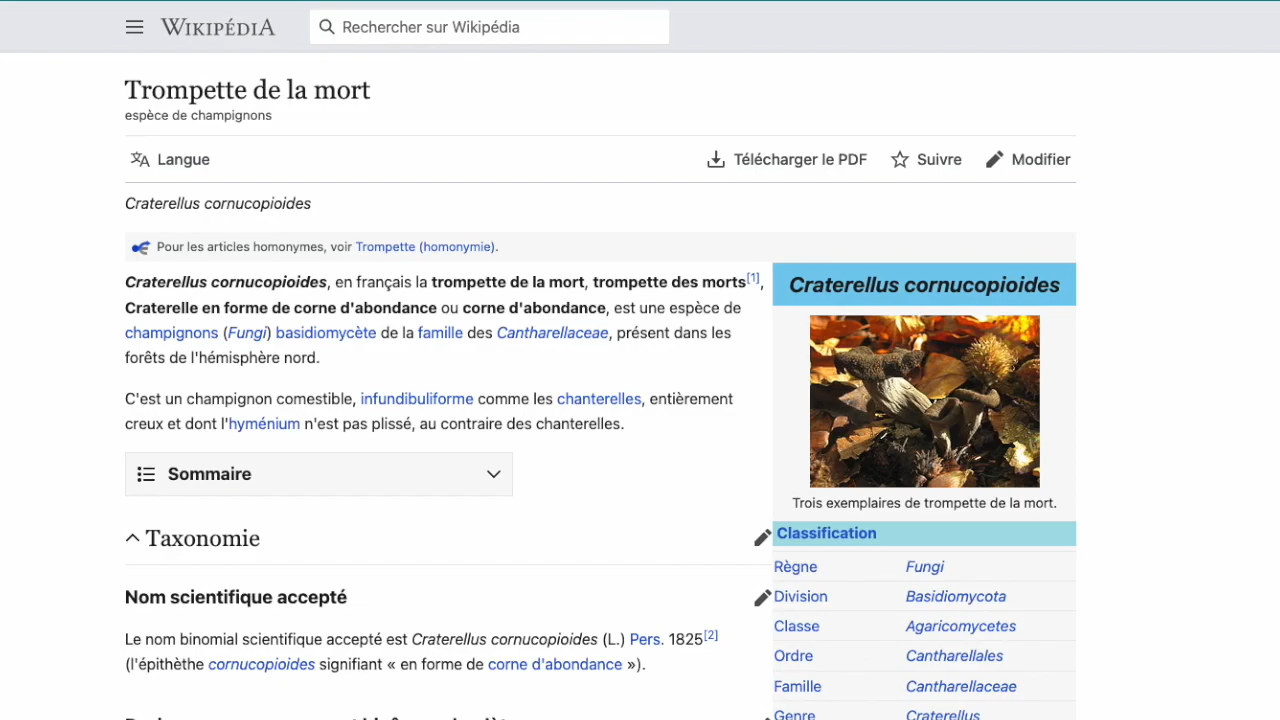 WIKIPÉDIA
Rechercher sur Wikipédia
Trompette de la mort
espèce de champignons
Langue
Télécharger le PDF
Suivre
Modifier
Craterellus cornucopioides
Pour les articles homonymes, voir Trompette (homonymie).
Craterellus cornucopioides, en français la trompette de la mort, trompette des morts[1],
Craterelle en forme de corne d'abondance ou corne d'abondance, est une espèce de
champignons (Fungi) basidiomycète de la famille des Cantharellaceae, présent dans les
forêts de l'hémisphère nord.
C'est un champignon comestible, infundibuliforme comme les chanterelles, entièrement
creux et dont l'hyménium n'est pas plissé, au contraire des chanterelles.
Sommaire
Taxonomie
Nom scientifique accepté
Le nom binomial scientifique accepté est Craterellus cornucopioides (L.) Pers. 1825[2]
(l'épithèthe cornucopioides signifiant « en forme de corne d'abondance »).
Craterellus cornucopioides
Trois exemplaires de trompette de la mort.
Classification
Règne Fungi
Division Basidiomycota
Classe Agaricomycetes
Ordre Cantharellales
Famille Cantharellaceae
Genre Craterellus